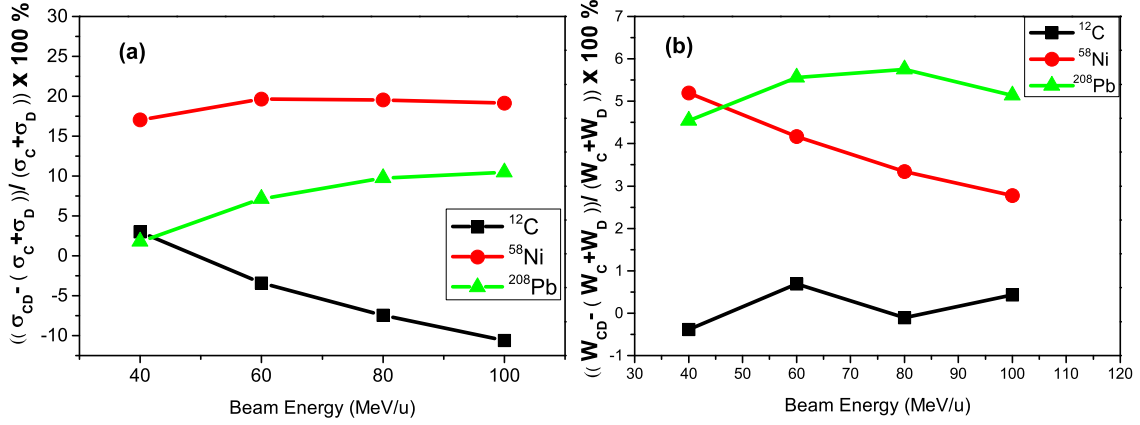 ((σCD- ( σC+σD ))/ (σC+σD )) X 100 %
30
25
20
15
10
5
0
-5
-10
(a)
12C
58Ni
208Pb
40
60
80
100
Beam Energy (MeV/u)
((WCD- ( WC+WD ))/ (WC+WD )) X 100 %
7
6
5
4
3
2
1
0
-1
(b)
12C
58Ni
208Pb
30
40
50
60
70
80
90
100
110
120
Beam Energy (MeV/u)